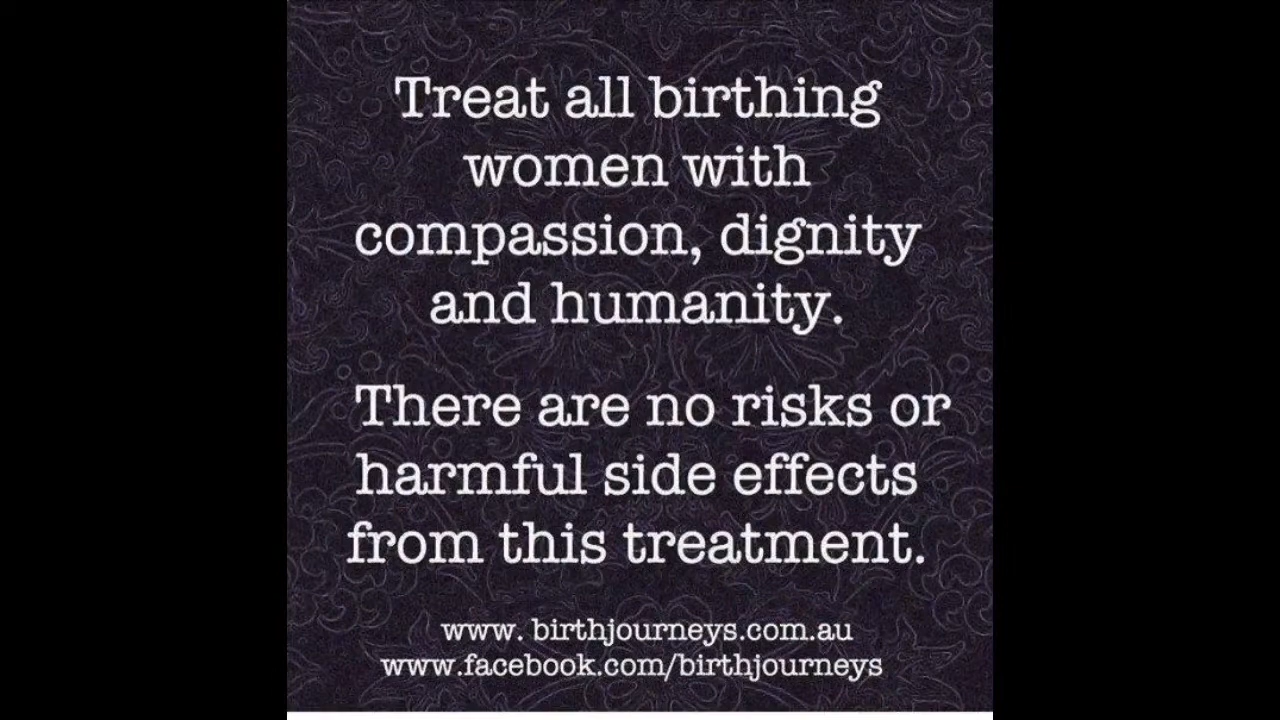 Treat all birthing
women with
compassion, dignity
and humanity.
There are no risks or
harmful side effects
from this treatment.
www. birthjourneys.com.au
www.facebook.com/birthjourneys